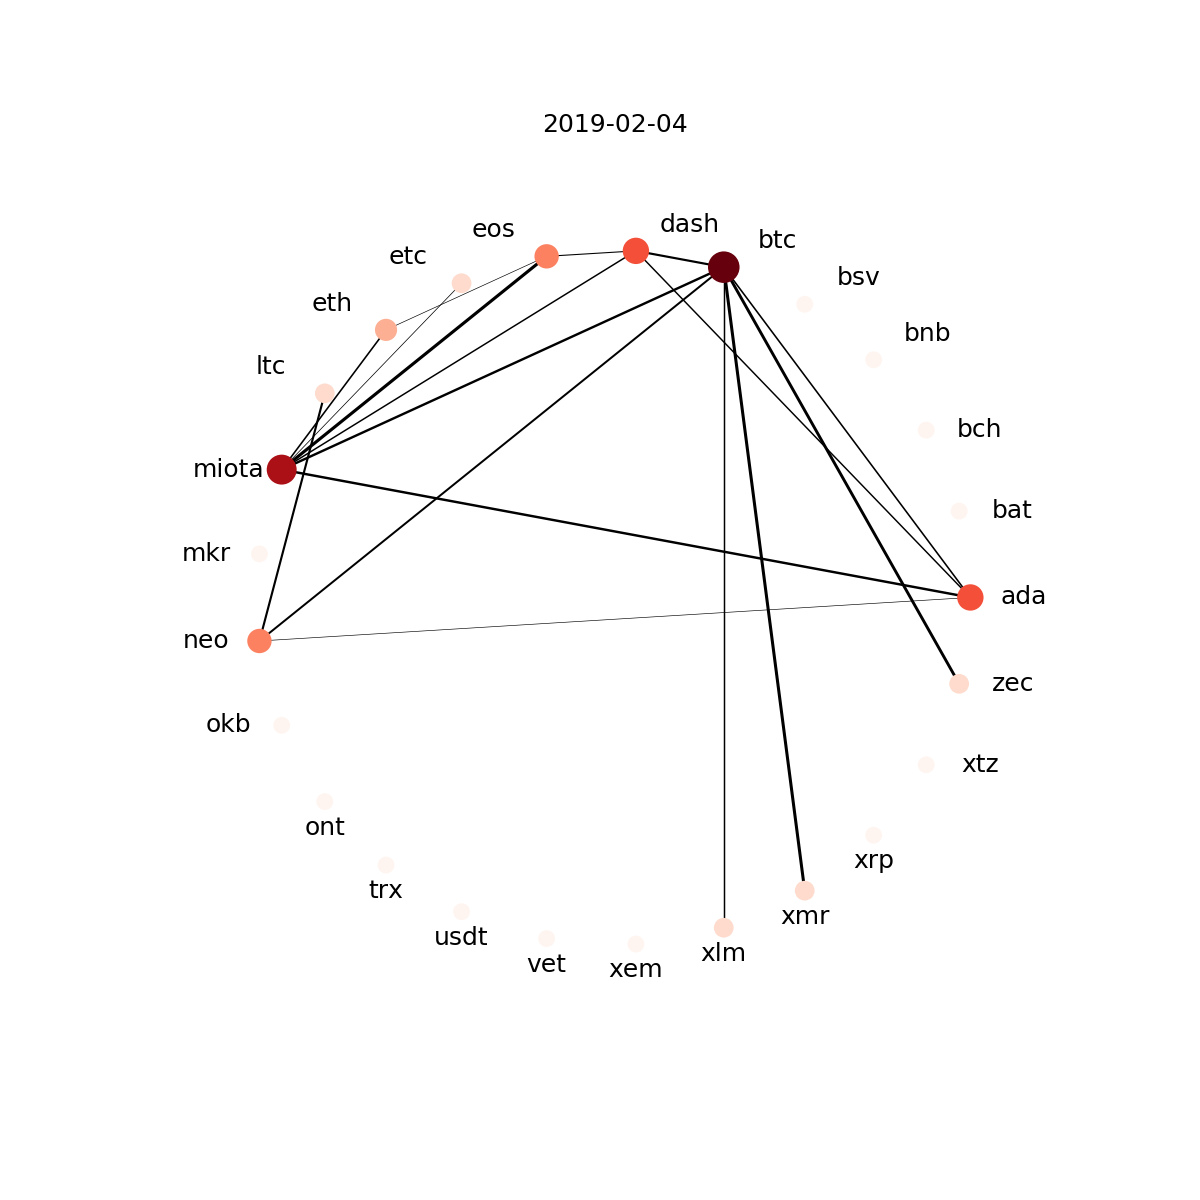 2019-02-04
dash
eos
btc
etc
bsv
eth
bnb
ltc
bch
miota
bat
mkr
ada
neo
zec
okb
xtz
ont
xrp
trx
xmr
usdt
xlm
vet
xem